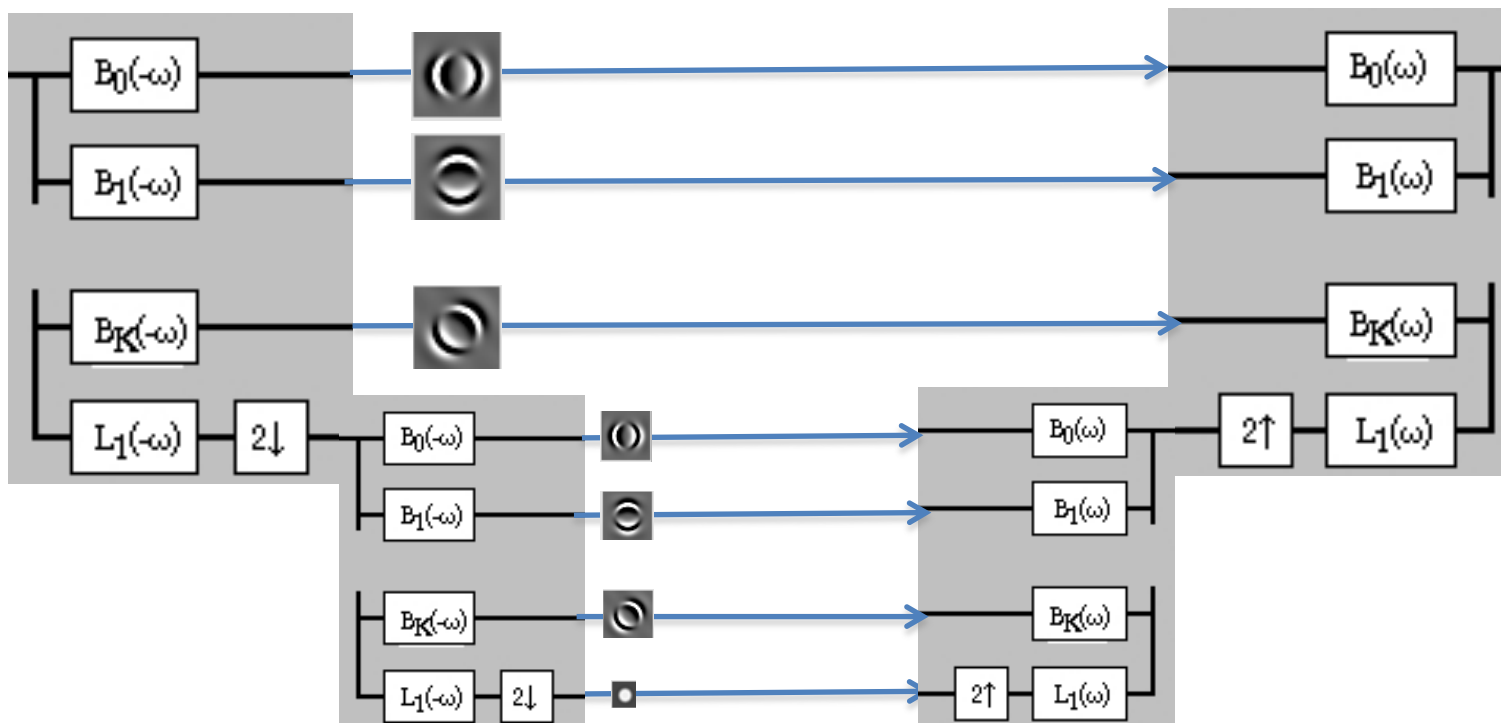 B0(-ω)
B0(ω)
B1(-ω)
B1(ω)
BK(-ω)
BK(ω)
L1(-ω) 2↓
2↑ L1(ω)
B0(-ω)
B0(ω)
B1(-ω)
B1(ω)
BK(-ω)
BK(ω)
L1(-ω) 2↓
2↑ L1(ω)